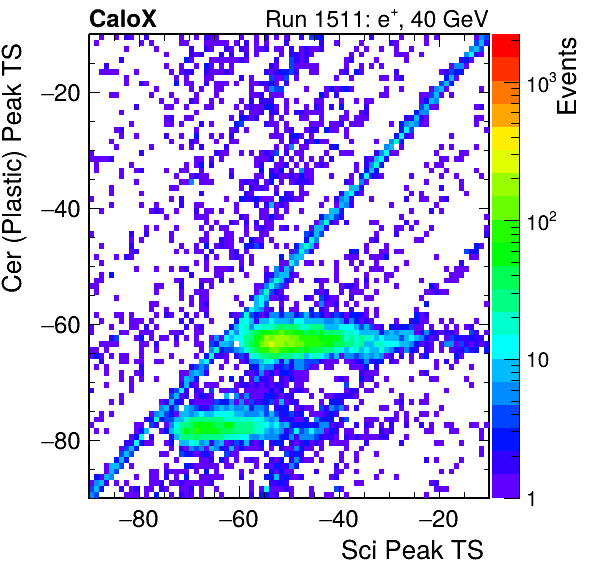 CaloX Run 1511: e⁺, 40 GeV
Cer (Plastic) Peak TS
−20
−40
−60
−80
−80 −60 −40 −20
Sci Peak TS
Events
10³
10²
10
1